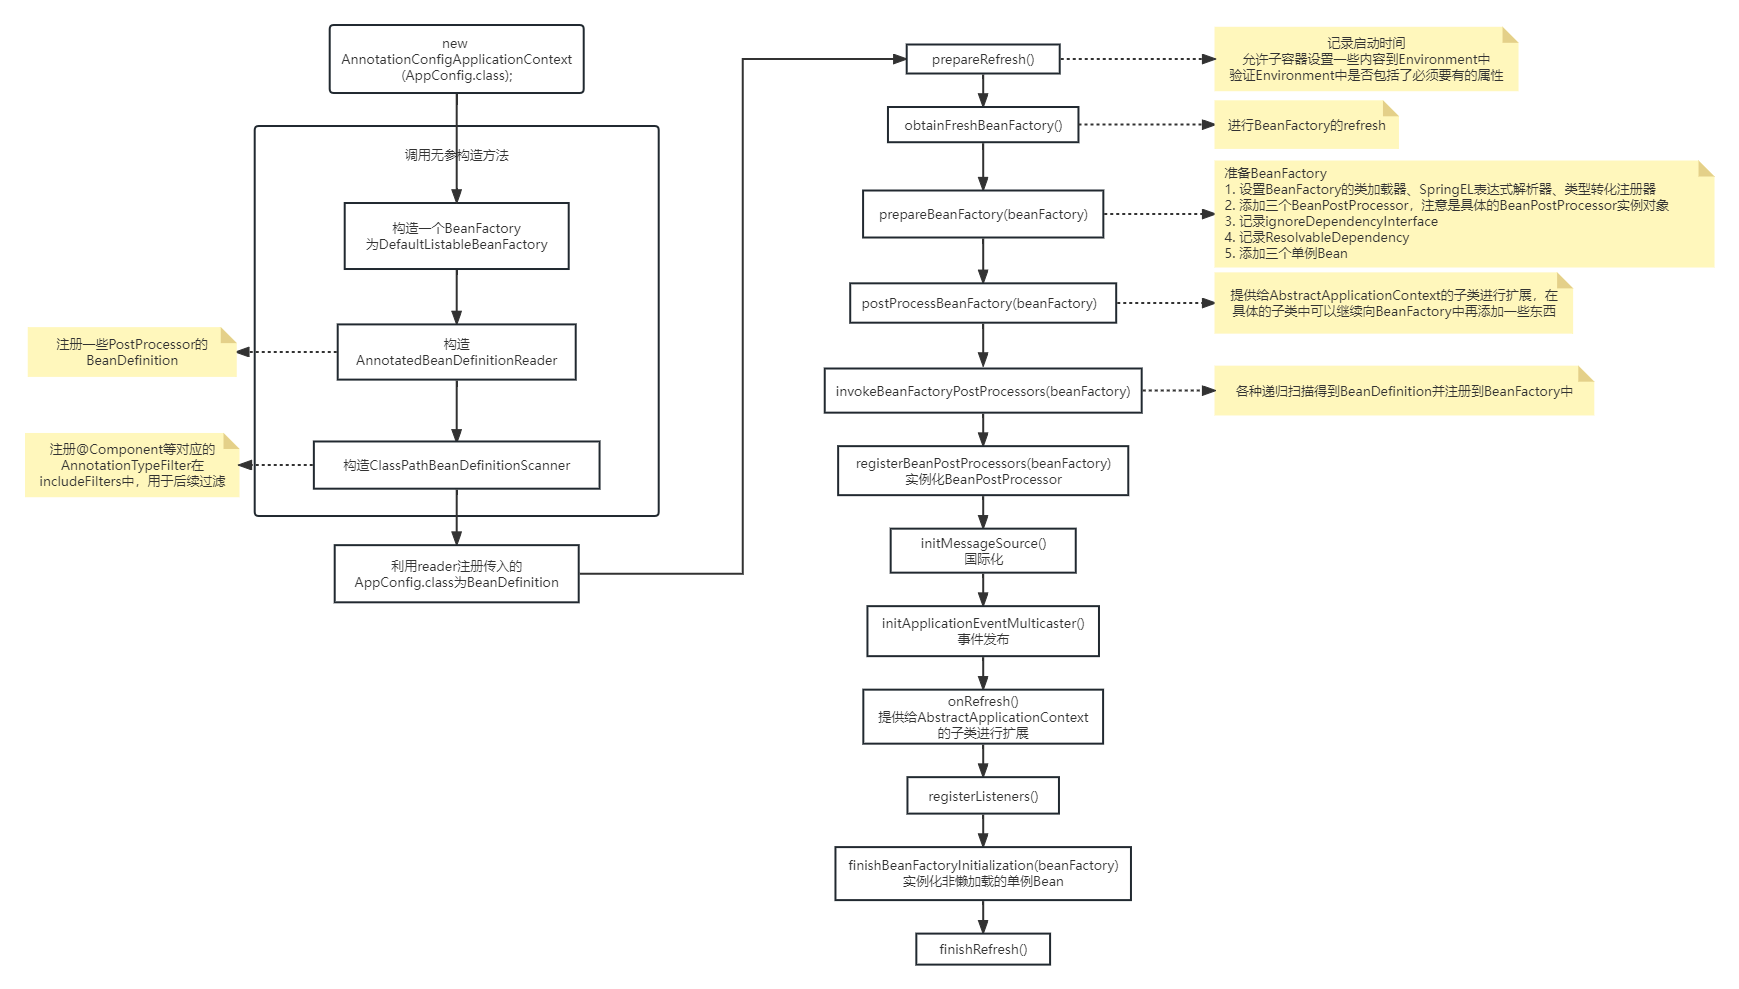 new
AnnotationConfigApplicationContext
(AppConfig.class);
调用无参构造方法
构造一个BeanFactory
为DefaultListableBeanFactory
构造
AnnotatedBeanDefinitionReader
注册一些PostProcessor的
BeanDefinition
构造ClassPathBeanDefinitionScanner
注册@Component等对应的
AnnotationTypeFilter在
includeFilters中，用于后续过滤
利用reader注册传入的
AppConfig.class为BeanDefinition
prepareRefresh()
记录启动时间
允许子容器设置一些内容到Environment中
验证Environment中是否包括了必须要有的属性
obtainFreshBeanFactory()
进行BeanFactory的refresh
prepareBeanFactory(beanFactory)
准备BeanFactory
1. 设置BeanFactory的类加载器、SpringEL表达式解析器、类型转化注册器
2. 添加三个BeanPostProcessor，注意是具体的BeanPostProcessor实例对象
3. 记录ignoreDependencyInterface
4. 记录ResolvableDependency
5. 添加三个单例Bean
postProcessBeanFactory(beanFactory)
提供给AbstractApplicationContext的子类进行扩展，在
具体的子类中可以继续向BeanFactory中再添加一些东西
invokeBeanFactoryPostProcessors(beanFactory)
各种递归扫描得到BeanDefinition并注册到BeanFactory中
registerBeanPostProcessors(beanFactory)
实例化BeanPostProcessor
initMessageSource()
国际化
initApplicationEventMulticaster()
事件发布
onRefresh()
提供给AbstractApplicationContext
的子类进行扩展
registerListeners()
finishBeanFactoryInitialization(beanFactory)
实例化非懒加载的单例Bean
finishRefresh()